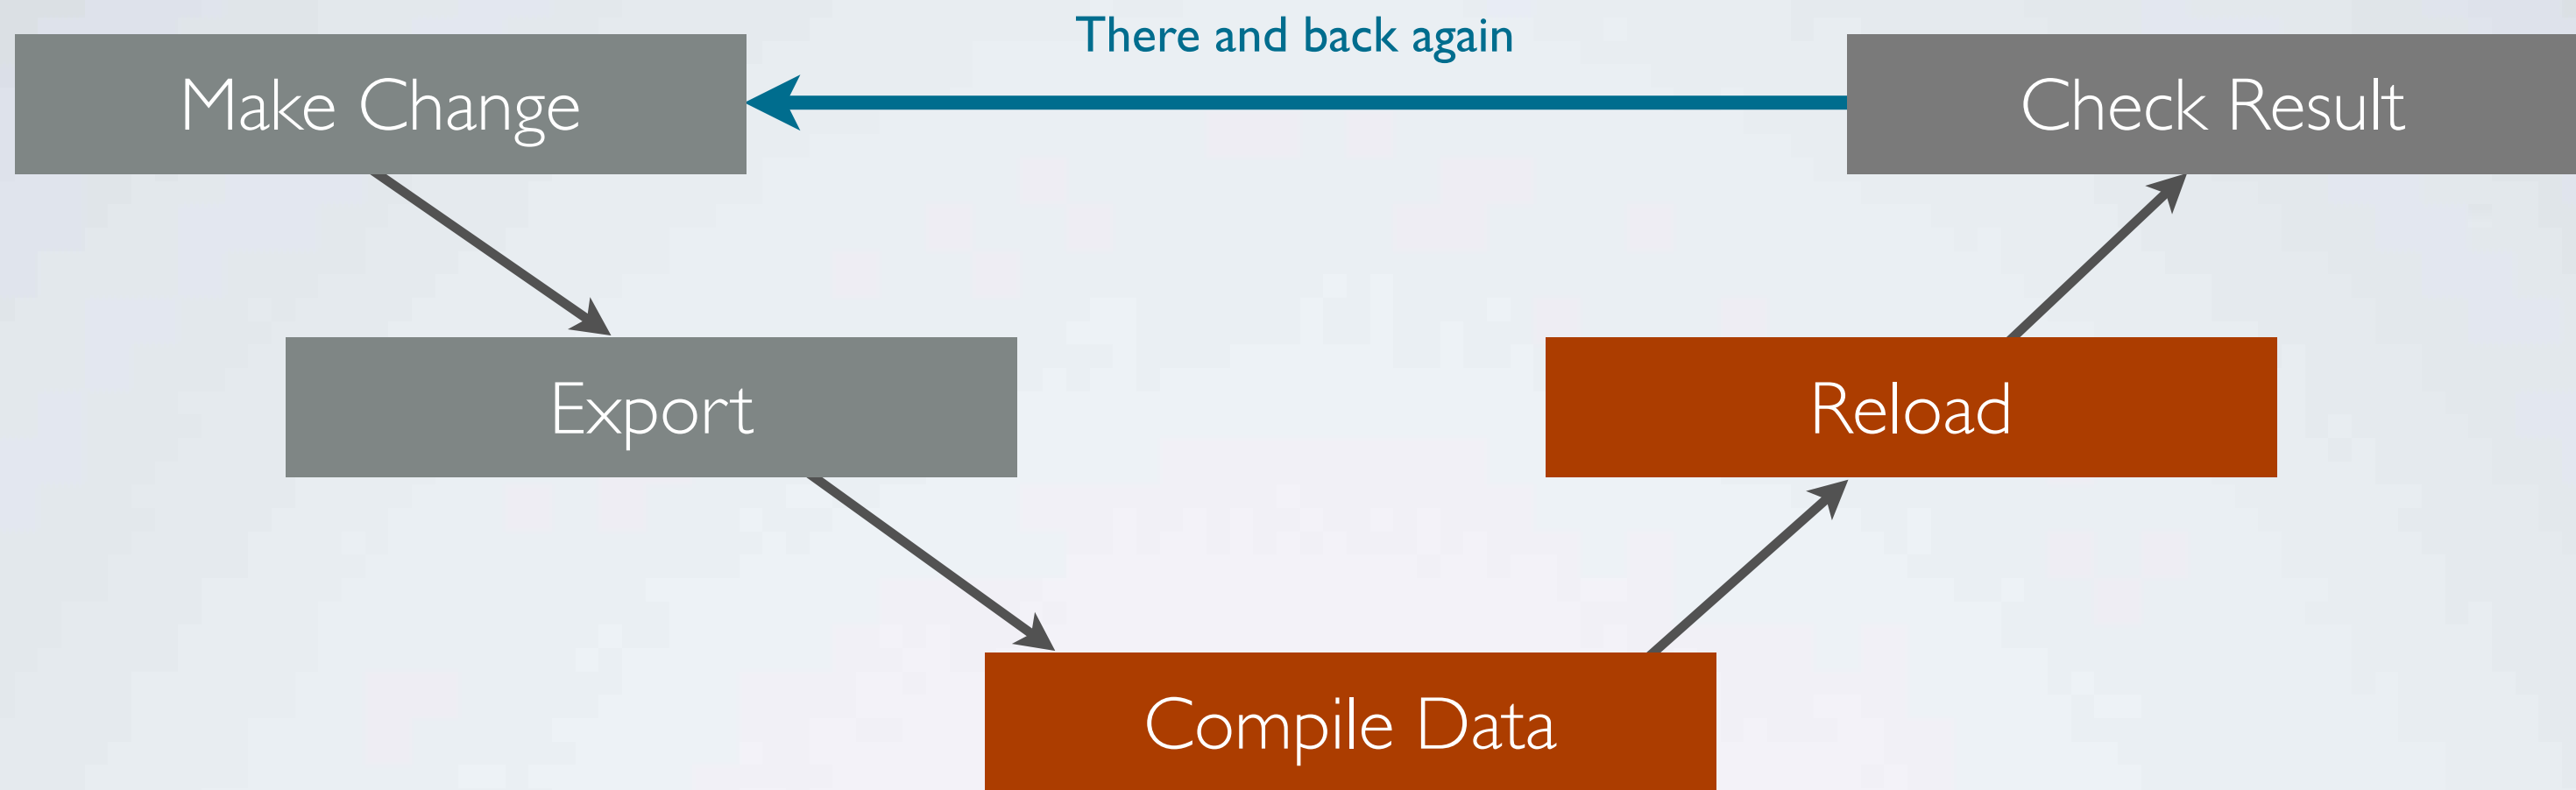 There and back again
Make Change
Check Result
Export
Reload
Compile Data